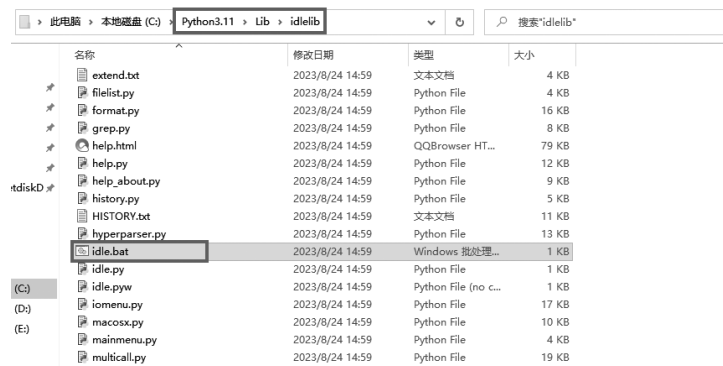 此电脑 › 本地磁盘 (C:) › Python3.11 › Lib › idlelib
搜索"idlelib"
名称 修改日期 类型 大小
extend.txt 2023/8/24 14:59 文本文档 4 KB
filelist.py 2023/8/24 14:59 Python File 4 KB
format.py 2023/8/24 14:59 Python File 16 KB
grep.py 2023/8/24 14:59 Python File 8 KB
help.html 2023/8/24 14:59 QQBrowser HT... 79 KB
help.py 2023/8/24 14:59 Python File 12 KB
help_about.py 2023/8/24 14:59 Python File 9 KB
etdiskD
history.py 2023/8/24 14:59 Python File 5 KB
HISTORY.txt 2023/8/24 14:59 文本文档 11 KB
hyperparser.py 2023/8/24 14:59 Python File 13 KB
idle.bat 2023/8/24 14:59 Windows 批处理... 1 KB
idle.py 2023/8/24 14:59 Python File 1 KB
(C:) idle.pyw 2023/8/24 14:59 Python File (no c... 1 KB
(D:) iomenu.py 2023/8/24 14:59 Python File 17 KB
(E:) macosx.py 2023/8/24 14:59 Python File 10 KB
mainmenu.py 2023/8/24 14:59 Python File 4 KB
multicall.py 2023/8/24 14:59 Python File 19 KB